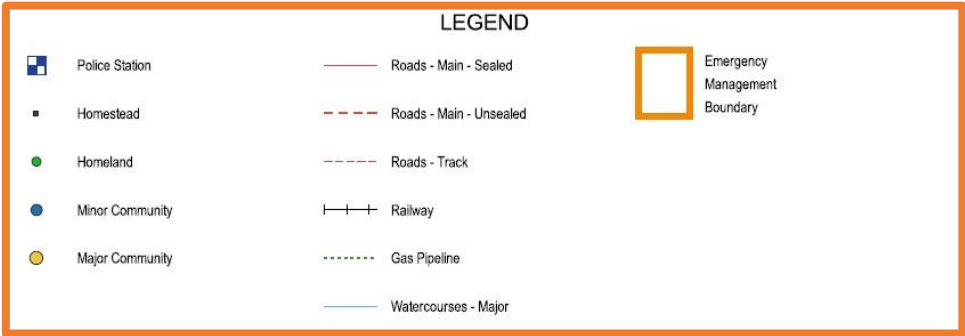 LEGEND
Police Station
Homestead
Homeland
Minor Community
Major Community
Roads - Main - Sealed
Roads - Main - Unsealed
Roads - Track
Railway
Gas Pipeline
Watercourses - Major
Emergency
Management
Boundary